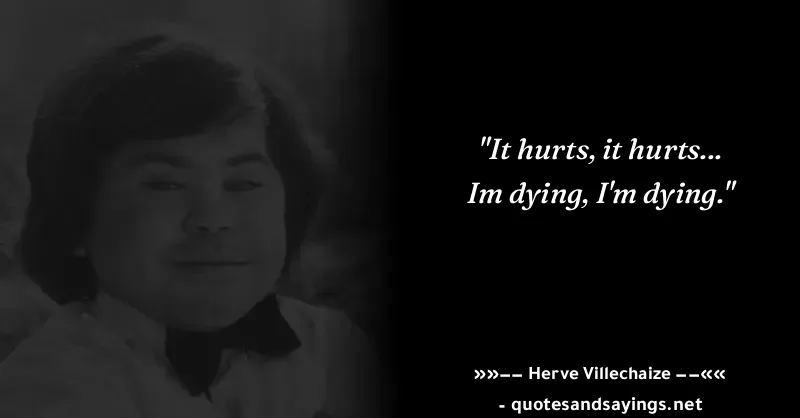 "It hurts, it hurts...
Im dying, I'm dying."
»»–– Herve Villechaize ––««
- quotesandsayings.net